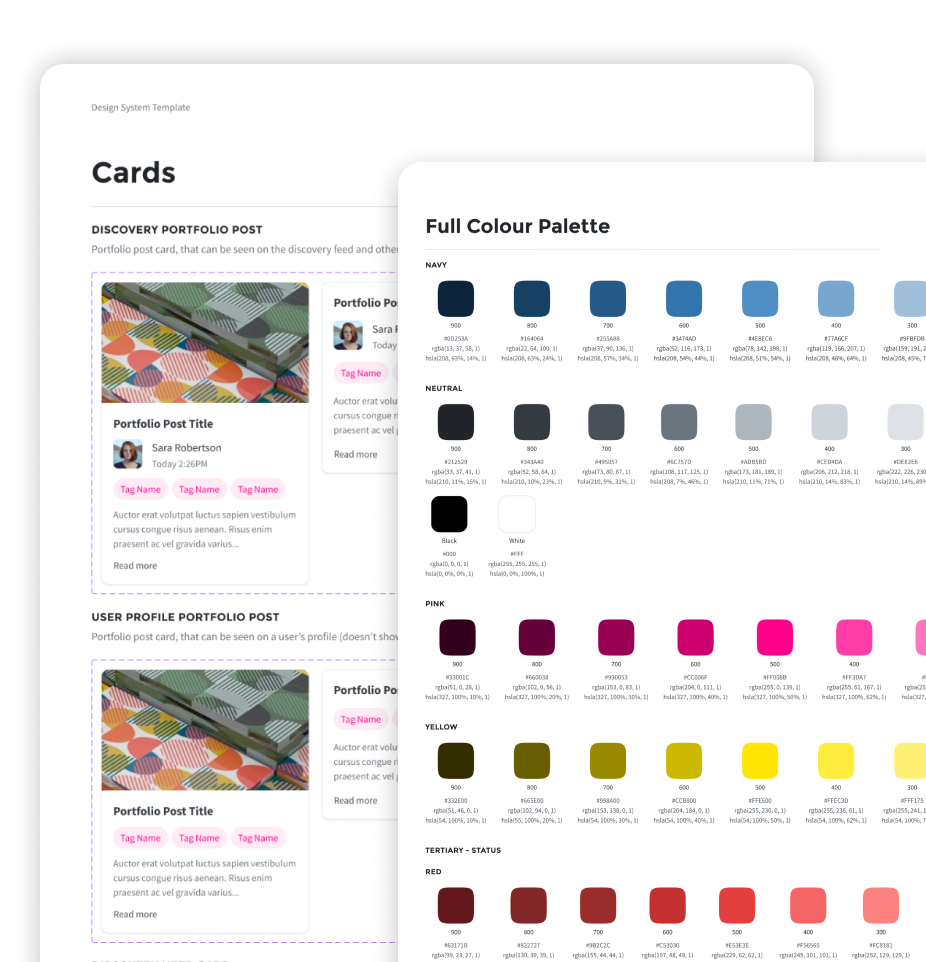 Design System Template
Cards
DISCOVERY PORTFOLIO POST
Portfolio post card, that can be seen on the discovery feed and othe
Portfolio Post Title
Sara Robertson
Today 2:26PM
Tag Name Tag Name Tag Name
Auctor erat volutpat luctus sapien vestibulum
cursus congue risus aenean. Risus enim
praesent ac vel gravida varius...
Read more
Portfolio Po
Sara
Today
Tag Name
Auctor erat volu
cursus congue ri
praesent ac vel g
Read more
USER PROFILE PORTFOLIO POST
Portfolio post card, that can be seen on a user's profile (doesn't show
Portfolio Post Title
Tag Name Tag Name Tag Name
Auctor erat volutpat luctus sapien vestibulum
cursus congue risus aenean. Risus enim
praesent ac vel gravida varius...
Read more
Portfolio Po
Tag Name
Auctor erat volu
cursus congue ri
praesent ac vel g
Read more
Full Colour Palette
NAVY
900 800 700 600 500 400 300
#0D253A #164064 #255A88 #3474AD #4E8EC6 #77A6CF #9FBFDB
rgba(13, 37, 58, 1) rgba(22, 64, 100, 1) rgba(37, 90, 136, 1) rgba(52, 116, 173, 1) rgba(78, 142, 198, 1) rgba(119, 166, 207, 1) rgba(159, 191, 2
hsla(208, 63%, 14%, 1) hsla(208, 63%, 24%, 1) hsla(208, 57%, 34%, 1) hsla(208, 54%, 44%, 1) hsla(208, 51%, 54%, 1) hsla(208, 48%, 64%, 1) hsla(208, 45%, 7
NEUTRAL
900 800 700 600 500 400 300
#212529 #343A40 #495057 #6C757D #ADB5BD #CED4DA #DEE2E6
rgba(33, 37, 41, 1) rgba(52, 58, 64, 1) rgba(73, 80, 87, 1) rgba(108, 117, 125, 1) rgba(173, 181, 189, 1) rgba(206, 212, 218, 1) rgba(222, 226, 230
hsla(210, 11%, 15%, 1) hsla(210, 10%, 23%, 1) hsla(210, 9%, 31%, 1) hsla(208, 7%, 46%, 1) hsla(210, 11%, 71%, 1) hsla(210, 14%, 83%, 1) hsla(210, 14%, 89%
Black White
#000 #FFF
rgba(0, 0, 0, 1) rgba(255, 255, 255, 1)
hsla(0, 0%, 0%, 1) hsla(0, 0%, 100%, 1)
PINK
900 800 700 600 500 400
#33001C #660038 #990053 #CC006F #FF008B #FF3DA7
rgba(51, 0, 28, 1) rgba(102, 0, 56, 1) rgba(153, 0, 83, 1) rgba(204, 0, 111, 1) rgba(255, 0, 139, 1) rgba(255, 61, 167, 1) rgba(25
hsla(327, 100%, 10%, 1) hsla(327, 100%, 20%, 1) hsla(327, 100%, 30%, 1) hsla(327, 100%, 40%, 1) hsla(327, 100%, 50%, 1) hsla(327, 100%, 62%, 1) hsla(327,
YELLOW
900 800 700 600 500 400 300
#332E00 #665E00 #998A00 #CCB800 #FFE600 #FFEC3D #FFF175
rgba(51, 46, 0, 1) rgba(102, 94, 0, 1) rgba(153, 138, 0, 1) rgba(204, 184, 0, 1) rgba(255, 230, 0, 1) rgba(255, 236, 61, 1) rgba(255, 241, 1
hsla(54, 100%, 10%, 1) hsla(55, 100%, 20%, 1) hsla(54, 100%, 30%, 1) hsla(54, 100%, 40%, 1) hsla(54, 100%, 50%, 1) hsla(54, 100%, 62%, 1) hsla(54, 100%, 7
TERTIARY - STATUS
RED
900 800 700 600 500 400 300
#63171B #822727 #9B2C2C #C53030 #E53E3E #F56565 #FC8181
rgba(99, 23, 27, 1) rgba(130, 39, 39, 1) rgba(155, 44, 44, 1) rgba(197, 48, 48, 1) rgba(229, 62, 62, 1) rgba(245, 101, 101, 1) rgba(252, 129, 129, 1)